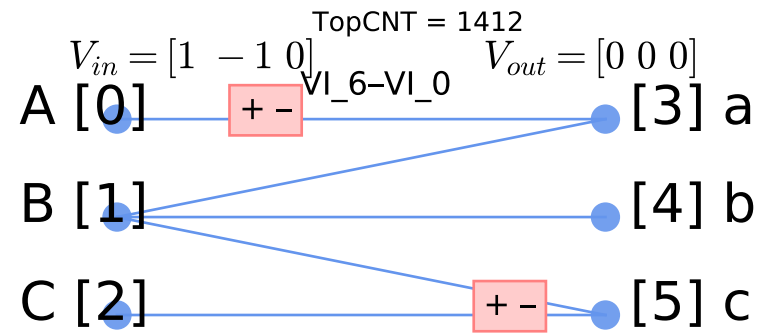 TopCNT = 1412
V_in = [1 −1 0] V_out = [0 0 0]
VI_6–VI_0
A [0] + – [3] a
B [1] [4] b
C [2] + – [5] c